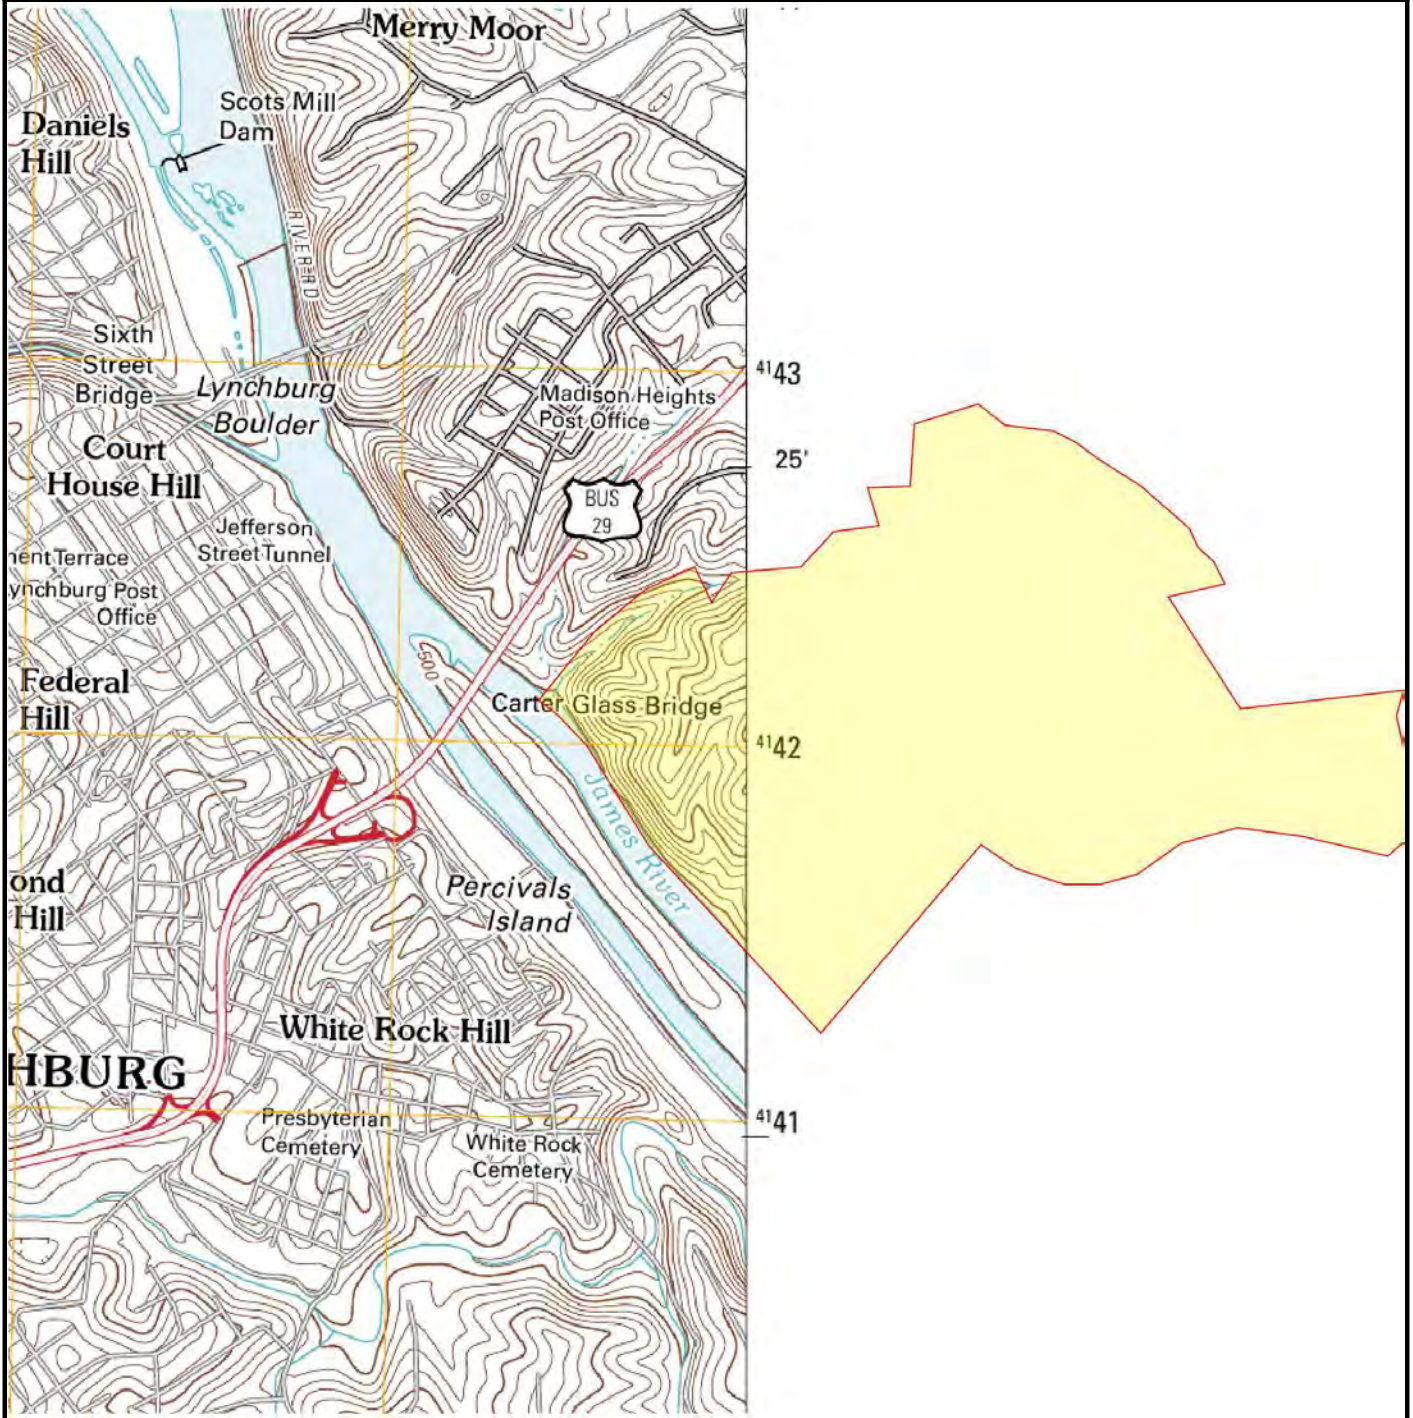 Merry Moor
Scots Mill
Dam
Daniels
Hill
RIVER RD
Sixth
Street
Bridge
Lynchburg
Boulder
4143
Madison Heights
Post Office
Court
House Hill
25'
BUS
29
Jefferson
Street Tunnel
nent Terrace
ynchburg Post
Office
500
Federal
Hill
Carter Glass Bridge
4142
James River
ond
Hill
Percivals
Island
White Rock Hill
HBURG
4141
Presbyterian
Cemetery
White Rock
Cemetery